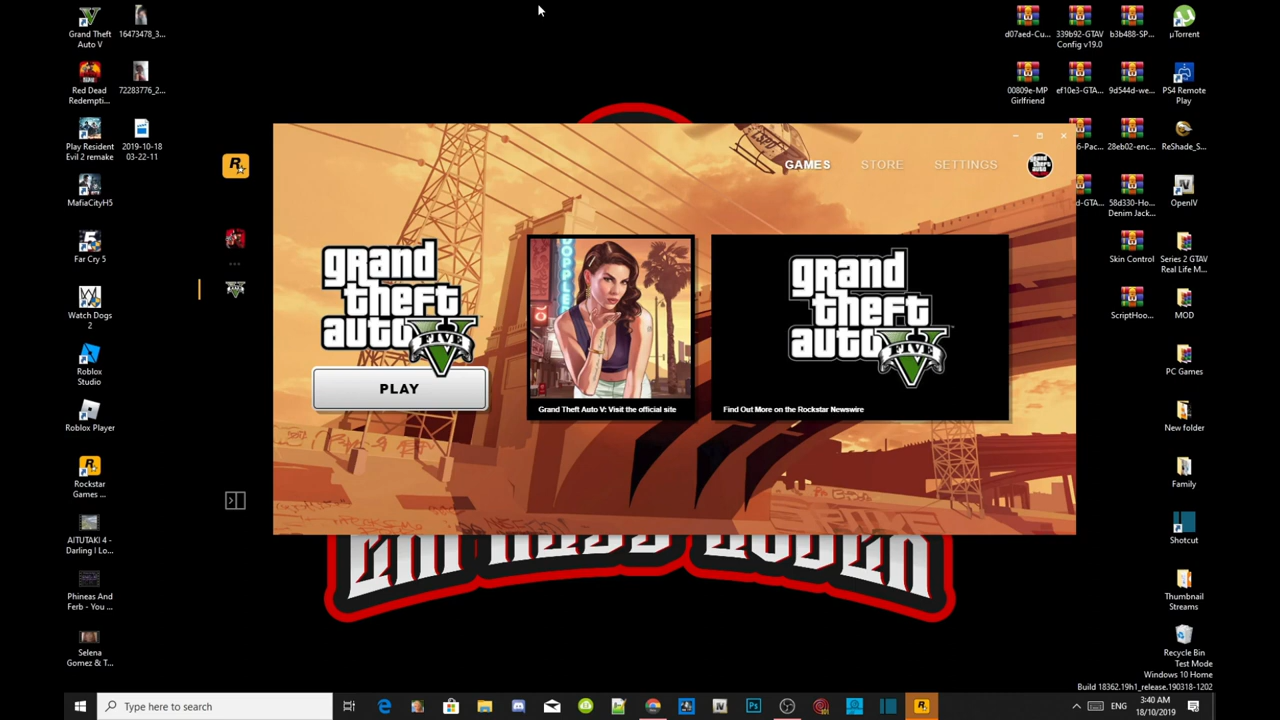 Grand Theft
Auto V
16473478_3...
Red Dead
Redempti...
72283776_2...
Play Resident
Evil 2 remake
2019-10-18
03-22-11
MafiaCityH5
Far Cry 5
Watch Dogs
2
Roblox
Studio
Roblox Player
Rockstar
Games ...
AITUTAKI 4 -
Darling I Lo...
Phineas And
Ferb - You ...
Selena
Gomez & T...
GAMES
STORE
SETTINGS
grand
theft
auto
FIVE
PLAY
Grand Theft Auto V: Visit the official site
grand
theft
auto
FIVE
Find Out More on the Rockstar Newswire
d07aed-Cu...
339b92-GTAV
Config v19.0
b3b488-SP...
µTorrent
00809e-MP
Girlfriend
ef10e3-GTA...
9d544d-we...
PS4 Remote
Play
6-Pac...
28eb02-enc...
ReShade_S...
d-GTA...
58d330-Ho...
Denim Jack...
OpenIV
Skin Control
Series 2 GTAV
Real Life M...
ScriptHoo...
MOD
PC Games
New folder
Family
Shotcut
Thumbnail
Streams
Recycle Bin
Test Mode
Windows 10 Home
Build 18362.19h1_release.190318-1202
Type here to search
ENG
3:40 AM
18/10/2019